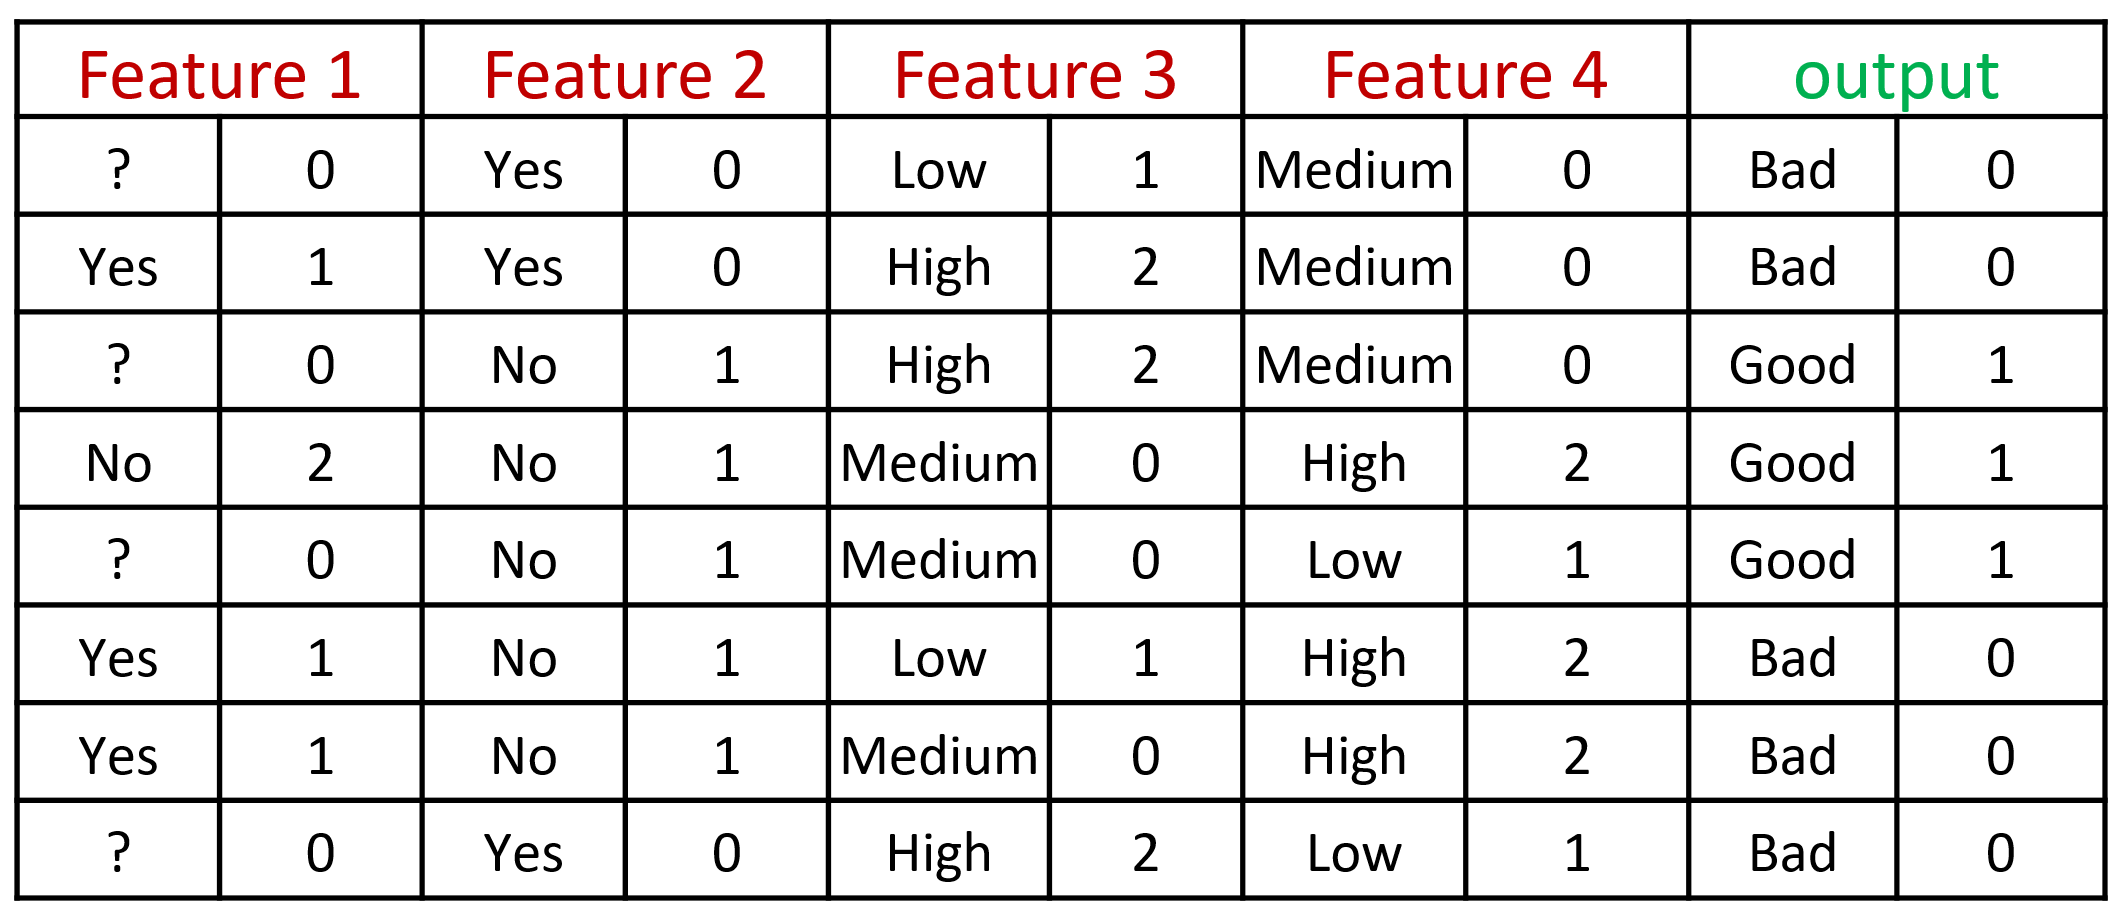 Feature 1 Feature 2 Feature 3 Feature 4 output
? 0 Yes 0 Low 1 Medium 0 Bad 0
Yes 1 Yes 0 High 2 Medium 0 Bad 0
? 0 No 1 High 2 Medium 0 Good 1
No 2 No 1 Medium 0 High 2 Good 1
? 0 No 1 Medium 0 Low 1 Good 1
Yes 1 No 1 Low 1 High 2 Bad 0
Yes 1 No 1 Medium 0 High 2 Bad 0
? 0 Yes 0 High 2 Low 1 Bad 0